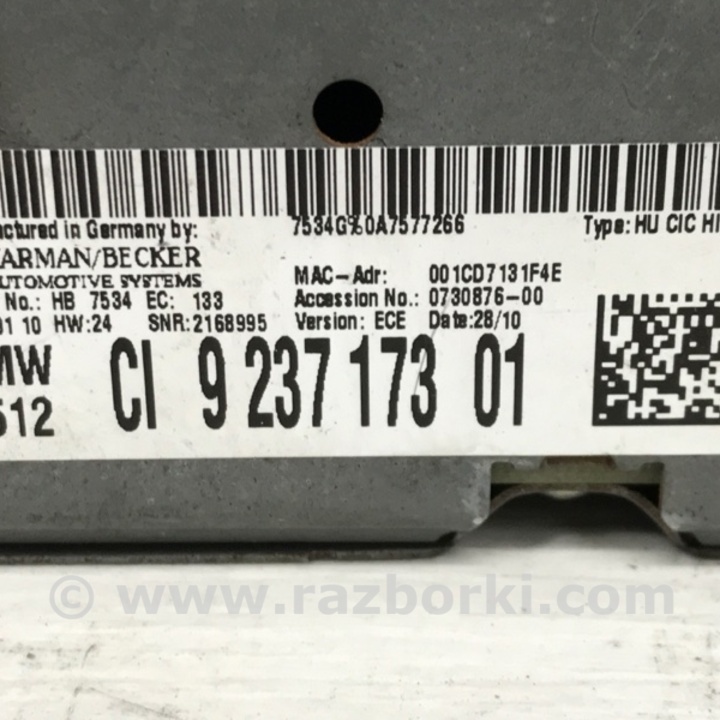 ctured in Germany by: 7534G%0A7577266 Type: HU CIC HI
ARMAN/BECKER
UTOMOTIVE SYSTEMS MAC-Adr: 001CD7131F4E
No.: HB 7534 EC: 133 Accession No.: 0730876-00
01 10 HW:24 SNR:2168995 Version: ECE Date:28/10
MW CI 9 237 173 01
512
© www.razborki.com